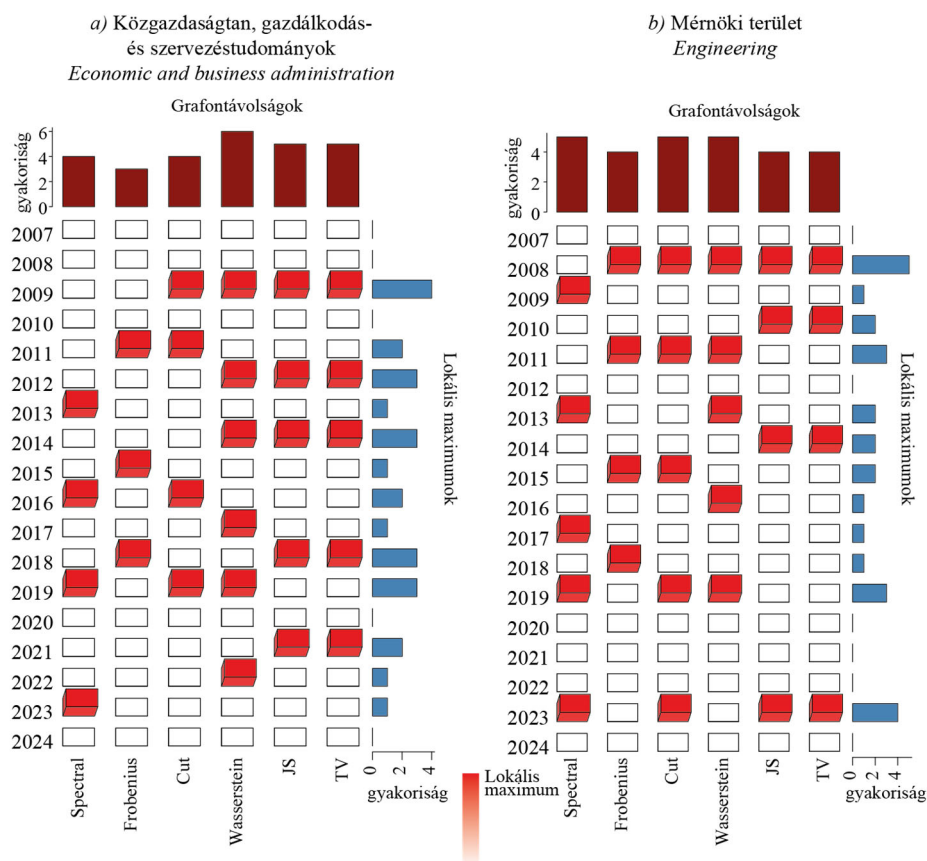 a) Közgazdaságtan, gazdálkodás-
és szervezéstudományok
Economic and business administration
Grafontávolságok
gyakoriság
6
4
2
0
2007
2008
2009
2010
2011
2012
2013
2014
2015
2016
2017
2018
2019
2020
2021
2022
2023
2024
Lokális maximumok
Spectral
Frobenius
Cut
Wasserstein
JS
TV
0
2
4
gyakoriság
Lokális
maximum
b) Mérnöki terület
Engineering
Grafontávolságok
gyakoriság
4
2
0
2007
2008
2009
2010
2011
2012
2013
2014
2015
2016
2017
2018
2019
2020
2021
2022
2023
2024
Lokális maximumok
Spectral
Frobenius
Cut
Wasserstein
JS
TV
0
2
4
gyakoriság